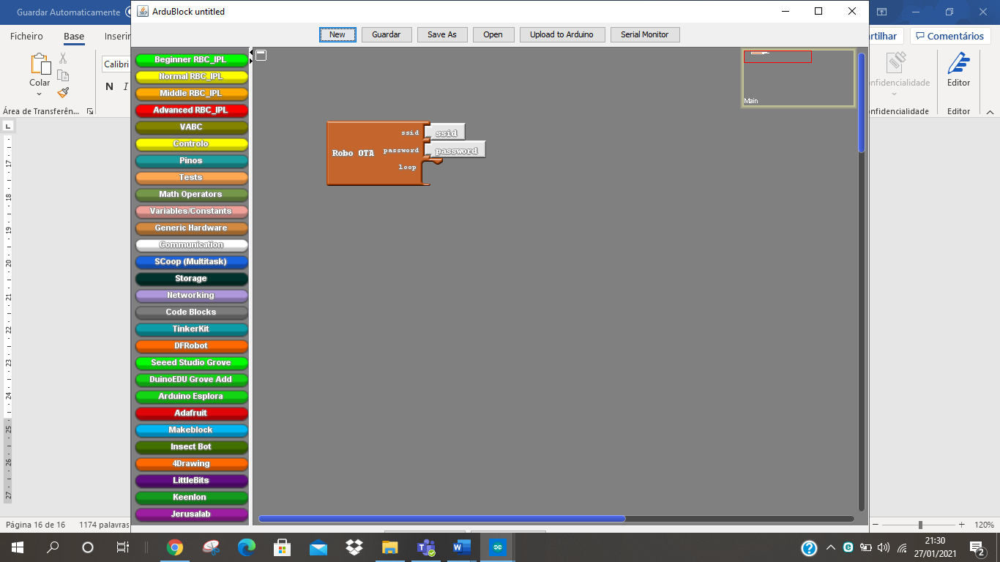 Guardar Automaticamente
ArduBlock untitled
Ficheiro
Base
Inserir
New
Guardar
Save As
Open
Upload to Arduino
Serial Monitor
Comentários
Colar
Calibri
N
I
Área de Transferên...
Beginner RBC_IPL
Normal RBC_IPL
Middle RBC_IPL
Advanced RBC_IPL
VABC
Controlo
Pinos
Tests
Math Operators
Variables/Constants
Generic Hardware
Communication
SCoop (Multitask)
Storage
Networking
Code Blocks
TinkerKit
DFRobot
Seeed Studio Grove
DuinoEDU Grove Add
Arduino Esplora
Adafruit
Makeblock
Insect Bot
4Drawing
LittleBits
Keenlon
Jerusalab
Robo OTA
ssid
ssid
password
password
loop
Main
Editor
Editor
17
18
19
20
21
22
23
24
25
26
27
Página 16 de 16
1174 palavras
120%
21:30
27/01/2021
2